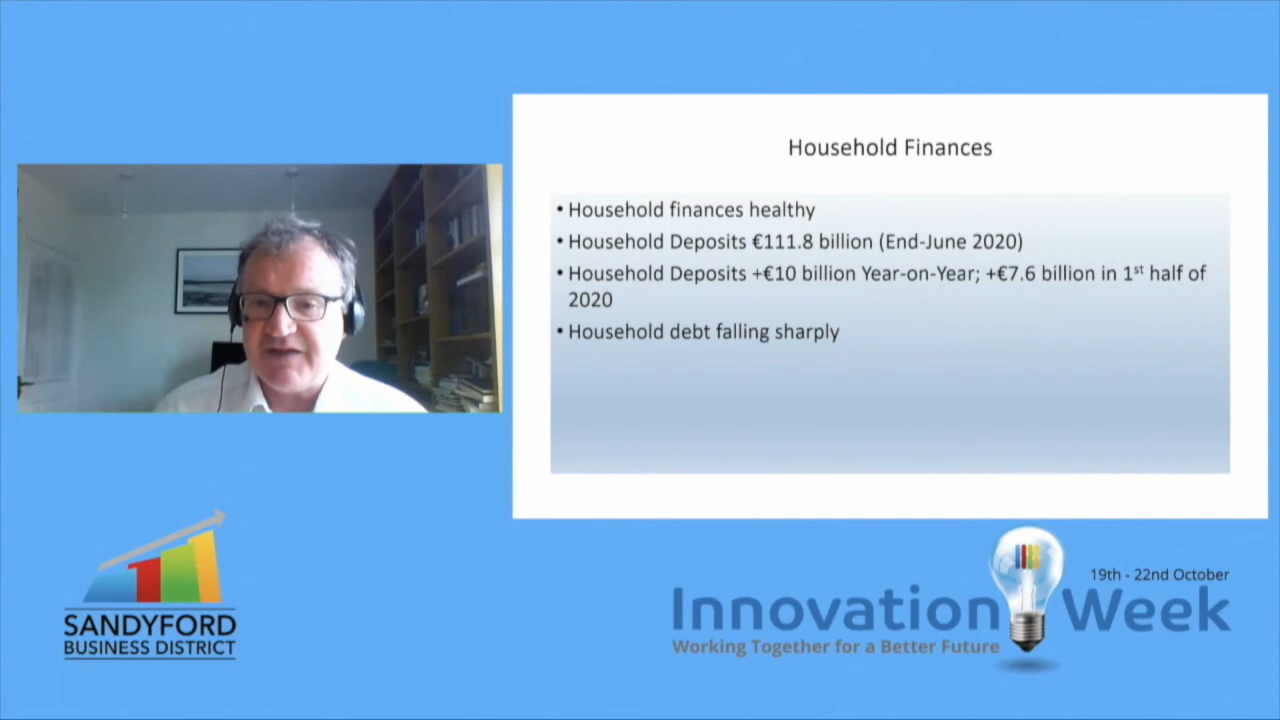 Household Finances
• Household finances healthy
• Household Deposits €111.8 billion (End-June 2020)
• Household Deposits +€10 billion Year-on-Year; +€7.6 billion in 1st half of
2020
• Household debt falling sharply
SANDYFORD
BUSINESS DISTRICT
19th - 22nd October
Innovation Week
Working Together for a Better Future